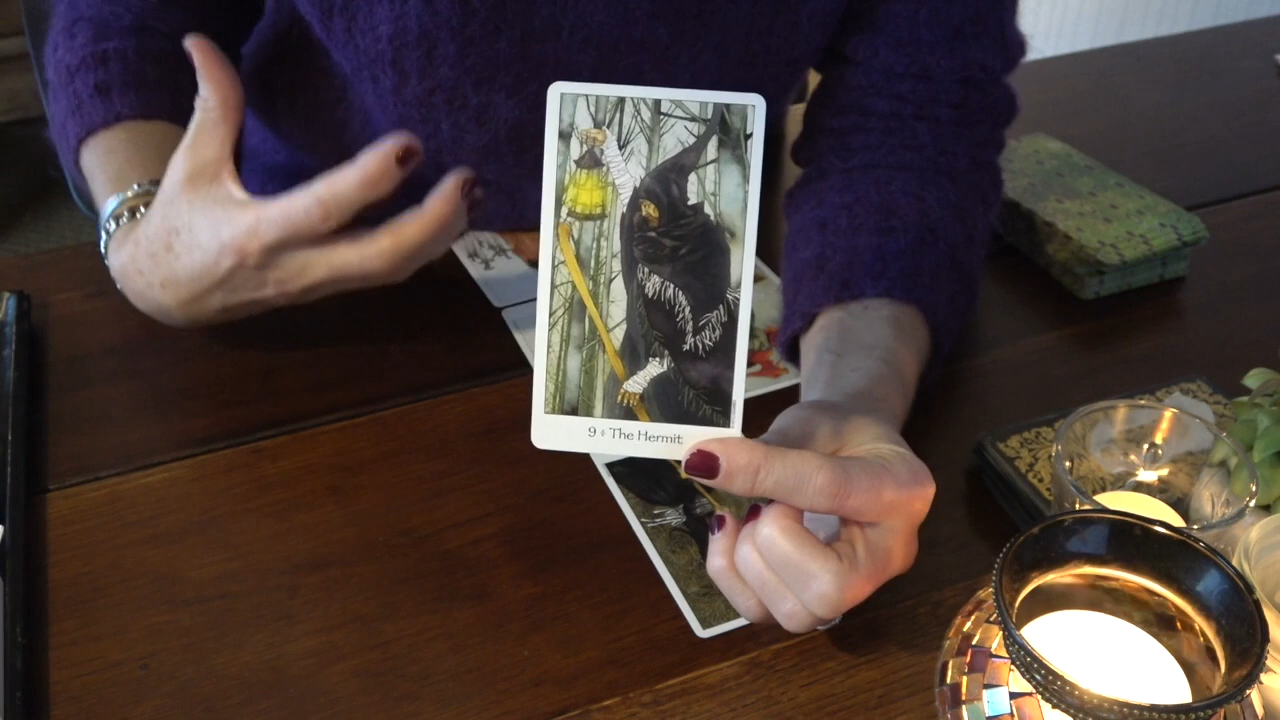 9 ♦ The Hermit